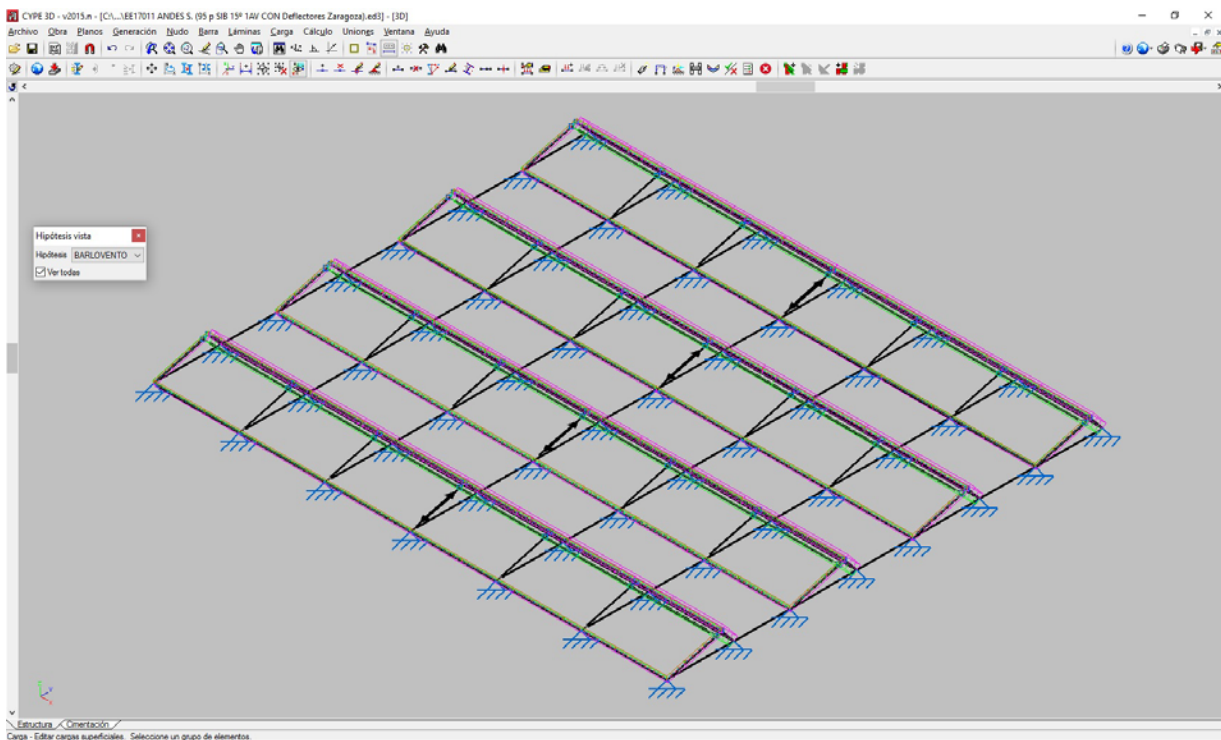 CYPE 3D - v2015.n - [C:\...\EE17011 ANDES S. (95 p SIB 15º 1AV CON Deflectores Zaragoza).ed3] - [3D]
Archivo Obra Planos Generación Nudo Barra Láminas Carga Cálculo Uniones Ventana Ayuda
Hipótesis vista
Hipótesis BARLOVENTO
Ver todas
Estructura Cimentación
Carga - Editar cargas superficiales. Seleccione un grupo de elementos.